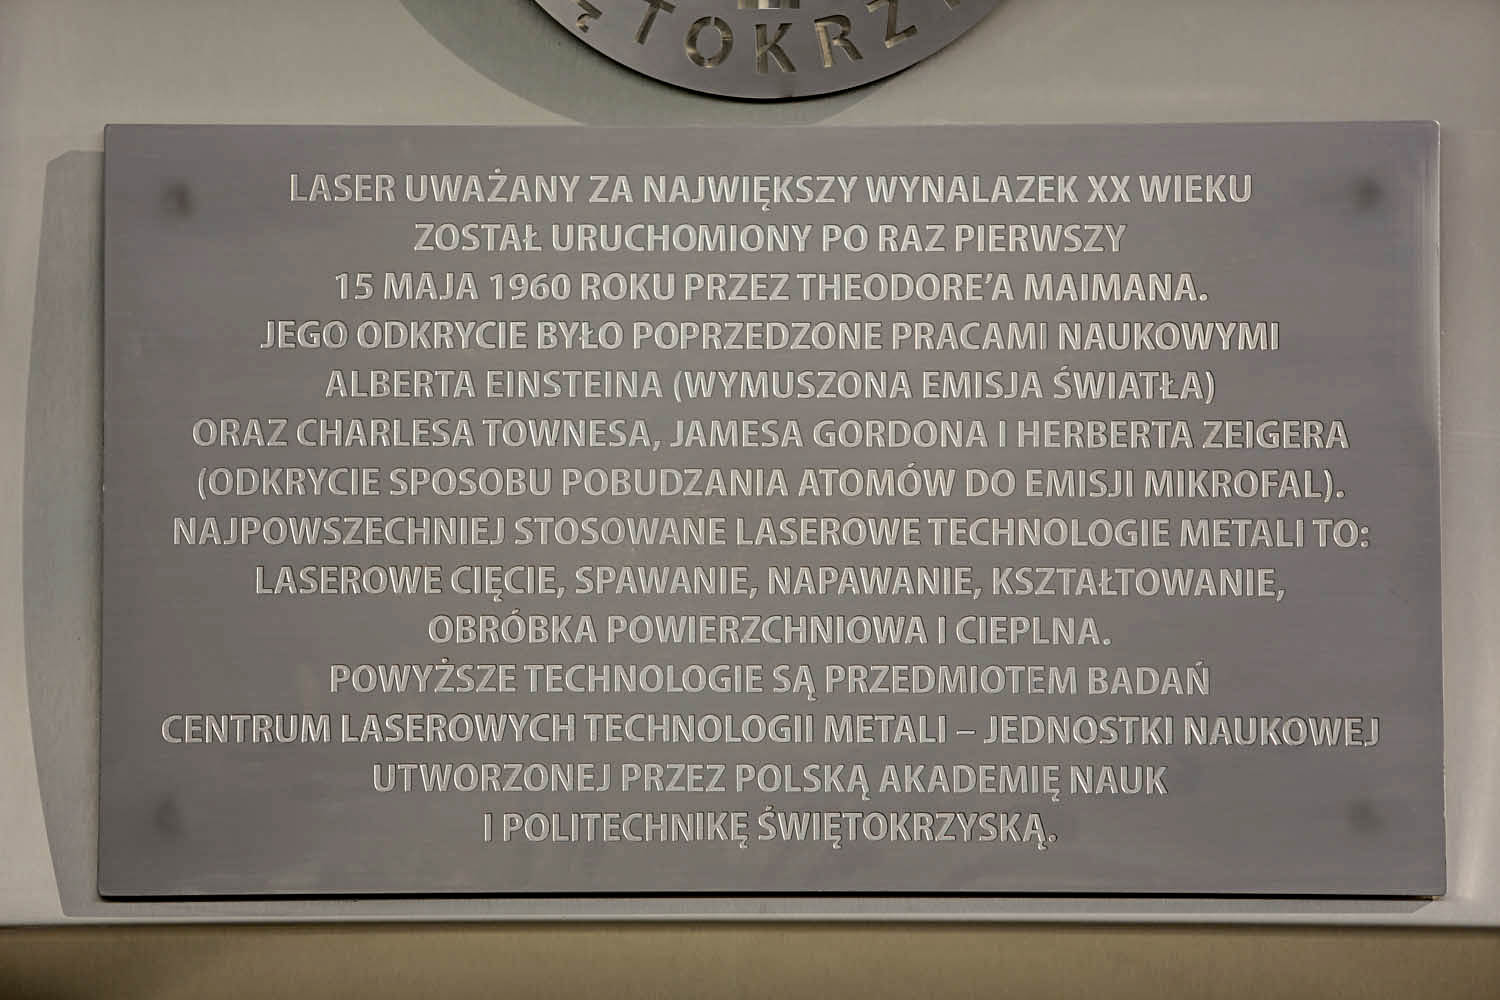 ĘTOKRZ
LASER UWAŻANY ZA NAJWIĘKSZY WYNALAZEK XX WIEKU
ZOSTAŁ URUCHOMIONY PO RAZ PIERWSZY
15 MAJA 1960 ROKU PRZEZ THEODORE'A MAIMANA.
JEGO ODKRYCIE BYŁO POPRZEDZONE PRACAMI NAUKOWYMI
ALBERTA EINSTEINA (WYMUSZONA EMISJA ŚWIATŁA)
ORAZ CHARLESA TOWNESA, JAMESA GORDONA I HERBERTA ZEIGERA
(ODKRYCIE SPOSOBU POBUDZANIA ATOMÓW DO EMISJI MIKROFAL).
NAJPOWSZECHNIEJ STOSOWANE LASEROWE TECHNOLOGIE METALI TO:
LASEROWE CIĘCIE, SPAWANIE, NAPAWANIE, KSZTAŁTOWANIE,
OBRÓBKA POWIERZCHNIOWA I CIEPLNA.
POWYŻSZE TECHNOLOGIE SĄ PRZEDMIOTEM BADAŃ
CENTRUM LASEROWYCH TECHNOLOGII METALI – JEDNOSTKI NAUKOWEJ
UTWORZONEJ PRZEZ POLSKĄ AKADEMIĘ NAUK
I POLITECHNIKĘ ŚWIĘTOKRZYSKĄ.